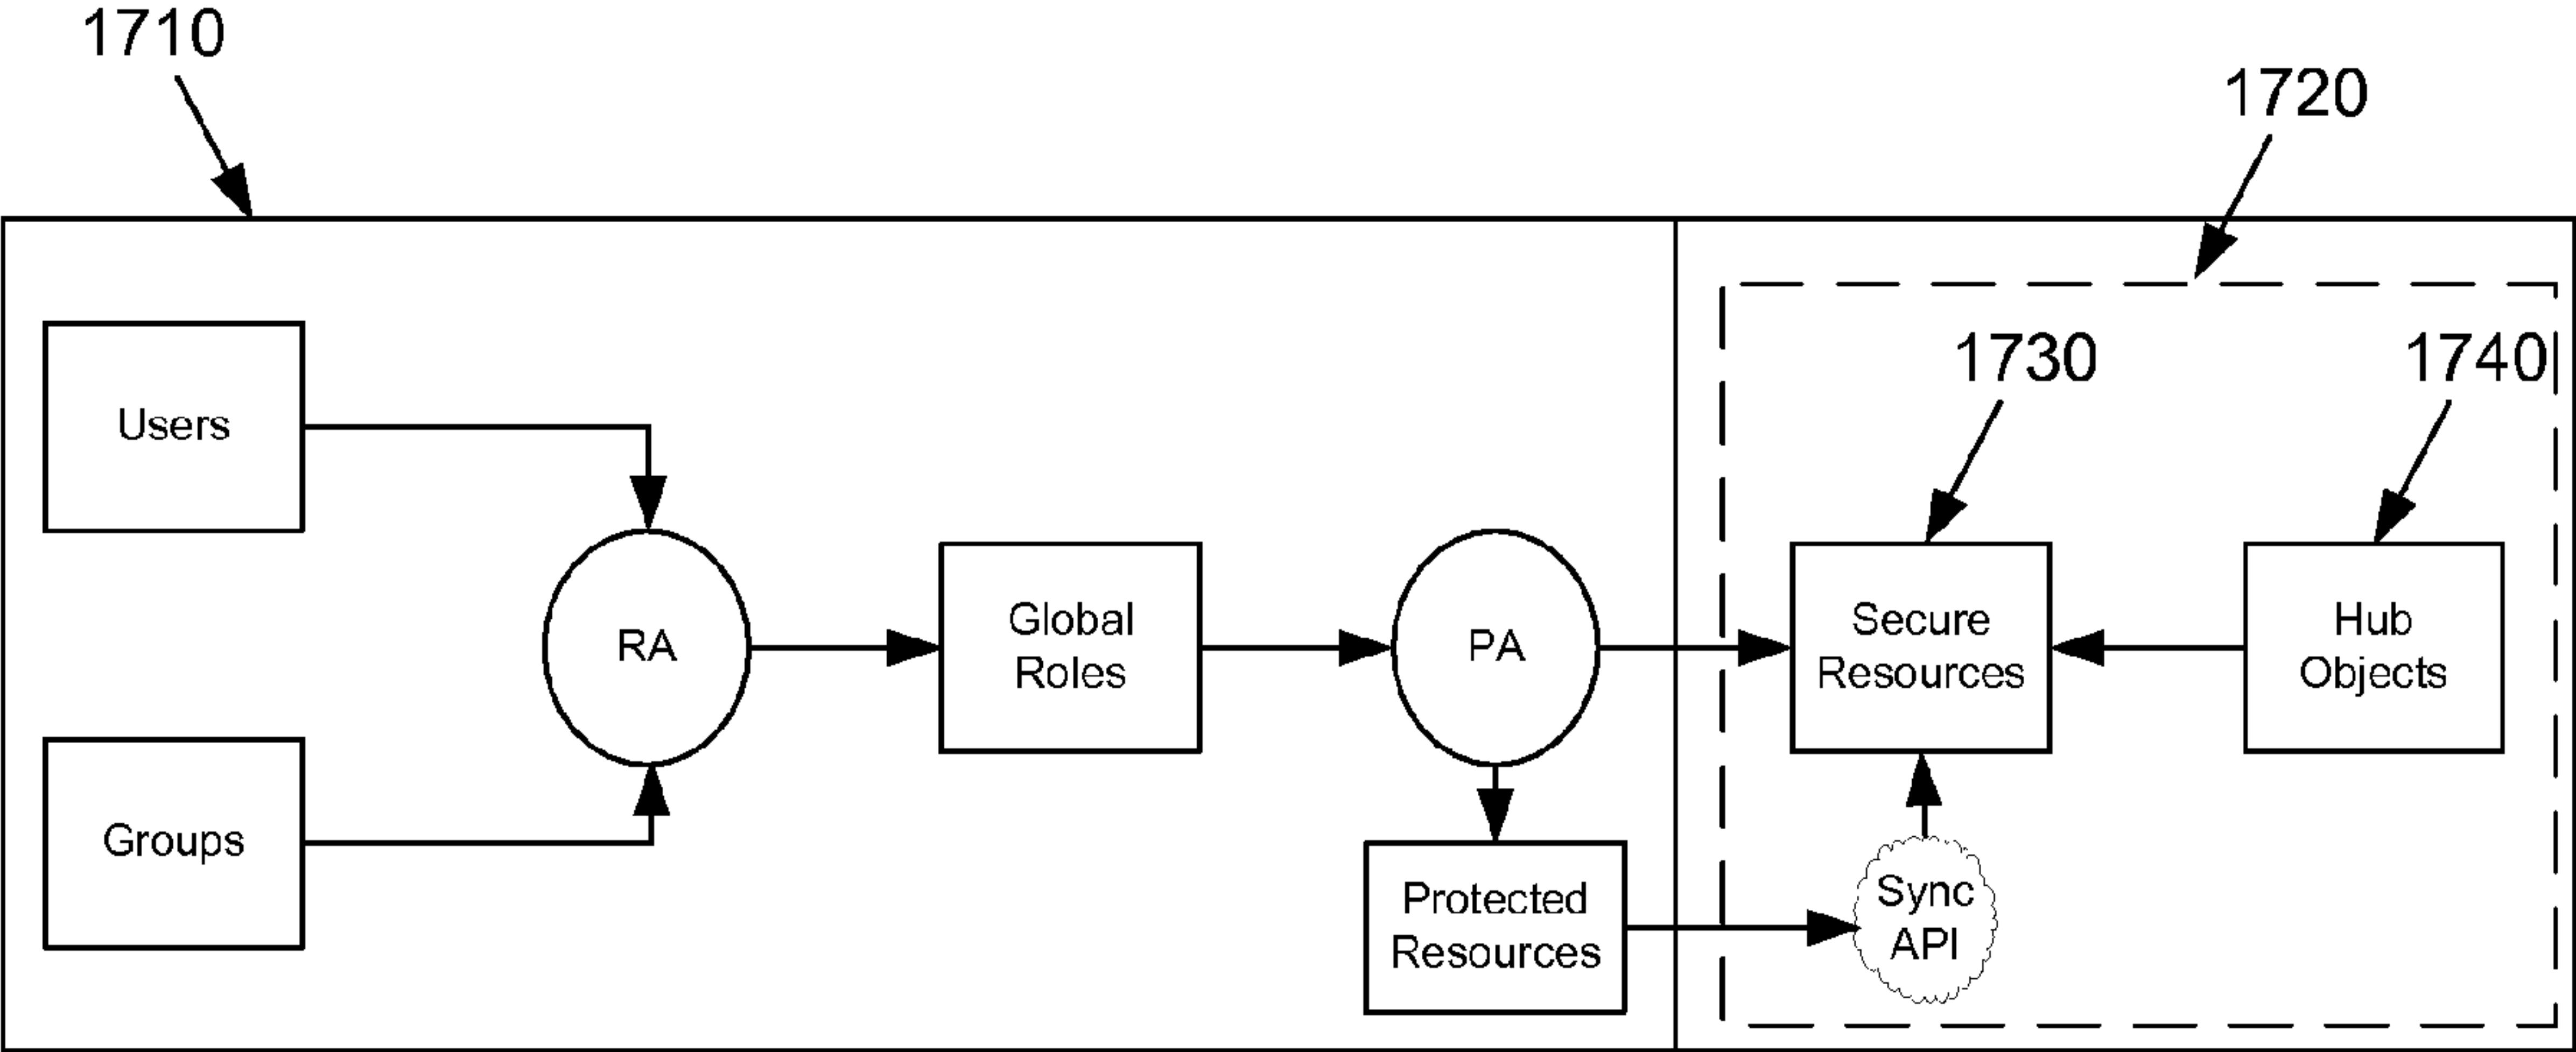 1710
1720
1730
1740
Users
RA
Global
Roles
PA
Secure
Resources
Hub
Objects
Groups
Protected
Resources
Sync
API